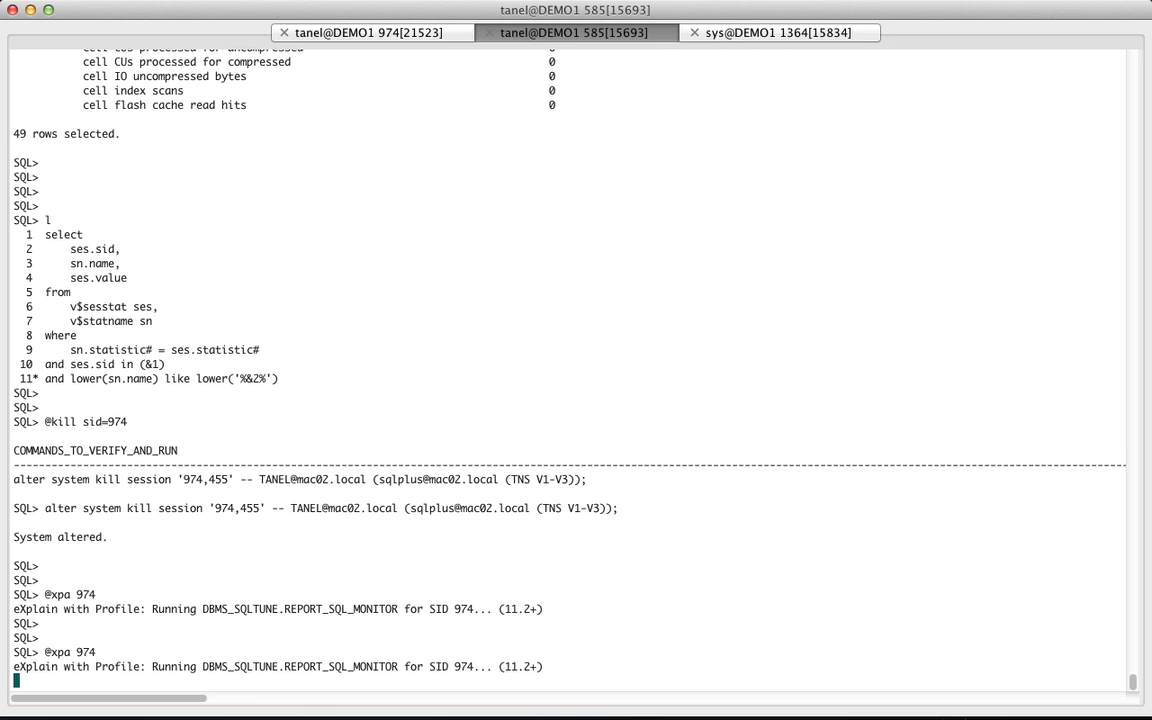 tanel@DEMO1 585[15693]
tanel@DEMO1 974[21523]
tanel@DEMO1 585[15693]
sys@DEMO1 1364[15834]
cell CUs processed for uncompressed 0
cell CUs processed for compressed 0
cell IO uncompressed bytes 0
cell index scans 0
cell flash cache read hits 0
49 rows selected.
SQL>
SQL>
SQL>
SQL>
SQL> l
1 select
2 ses.sid,
3 sn.name,
4 ses.value
5 from
6 v$sesstat ses,
7 v$statname sn
8 where
9 sn.statistic# = ses.statistic#
10 and ses.sid in (&1)
11* and lower(sn.name) like lower('%&2%')
SQL>
SQL>
SQL> @kill sid=974
COMMANDS_TO_VERIFY_AND_RUN
alter system kill session '974,455' -- TANEL@mac02.local (sqlplus@mac02.local (TNS V1-V3));
SQL> alter system kill session '974,455' -- TANEL@mac02.local (sqlplus@mac02.local (TNS V1-V3));
System altered.
SQL>
SQL>
SQL> @xpa 974
eXplain with Profile: Running DBMS_SQLTUNE.REPORT_SQL_MONITOR for SID 974... (11.2+)
SQL>
SQL>
SQL> @xpa 974
eXplain with Profile: Running DBMS_SQLTUNE.REPORT_SQL_MONITOR for SID 974... (11.2+)